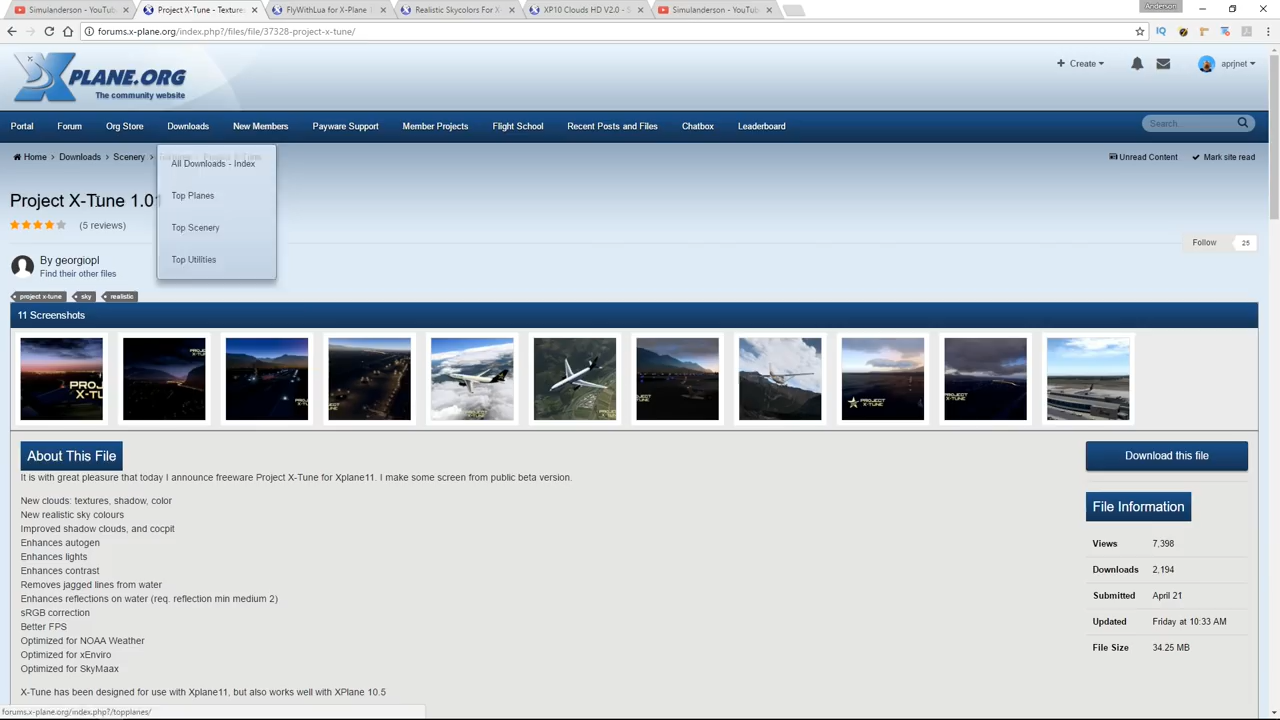 Simulanderson - YouTub
Project X-Tune - Texture
FlyWithLua for X-Plane
Realistic Skycolors For X
XP10 Clouds HD V2.0 - S
Simulanderson - YouTub
Anderson
forums.x-plane.org/index.php?/files/file/37328-project-x-tune/
X PLANE.ORG
The community website
Create
aprjnet
Portal
Forum
Org Store
Downloads
New Members
Payware Support
Member Projects
Flight School
Recent Posts and Files
Chatbox
Leaderboard
Search...
Home > Downloads > Scenery >
Unread Content
Mark site read
All Downloads - Index
Top Planes
Top Scenery
Top Utilities
Project X-Tune 1.01
(5 reviews)
Follow 25
By georgiopl
Find their other files
project x-tune
sky
realistic
11 Screenshots
About This File
It is with great pleasure that today I announce freeware Project X-Tune for Xplane11. I make some screen from public beta version.
New clouds: textures, shadow, color
New realistic sky colours
Improved shadow clouds, and cocpit
Enhances autogen
Enhances lights
Enhances contrast
Removes jagged lines from water
Enhances reflections on water (req. reflection min medium 2)
sRGB correction
Better FPS
Optimized for NOAA Weather
Optimized for xEnviro
Optimized for SkyMaax
X-Tune has been designed for use with Xplane11, but also works well with XPlane 10.5
Download this file
File Information
Views 7,398
Downloads 2,194
Submitted April 21
Updated Friday at 10:33 AM
File Size 34.25 MB
forums.x-plane.org/index.php?/topplanes/